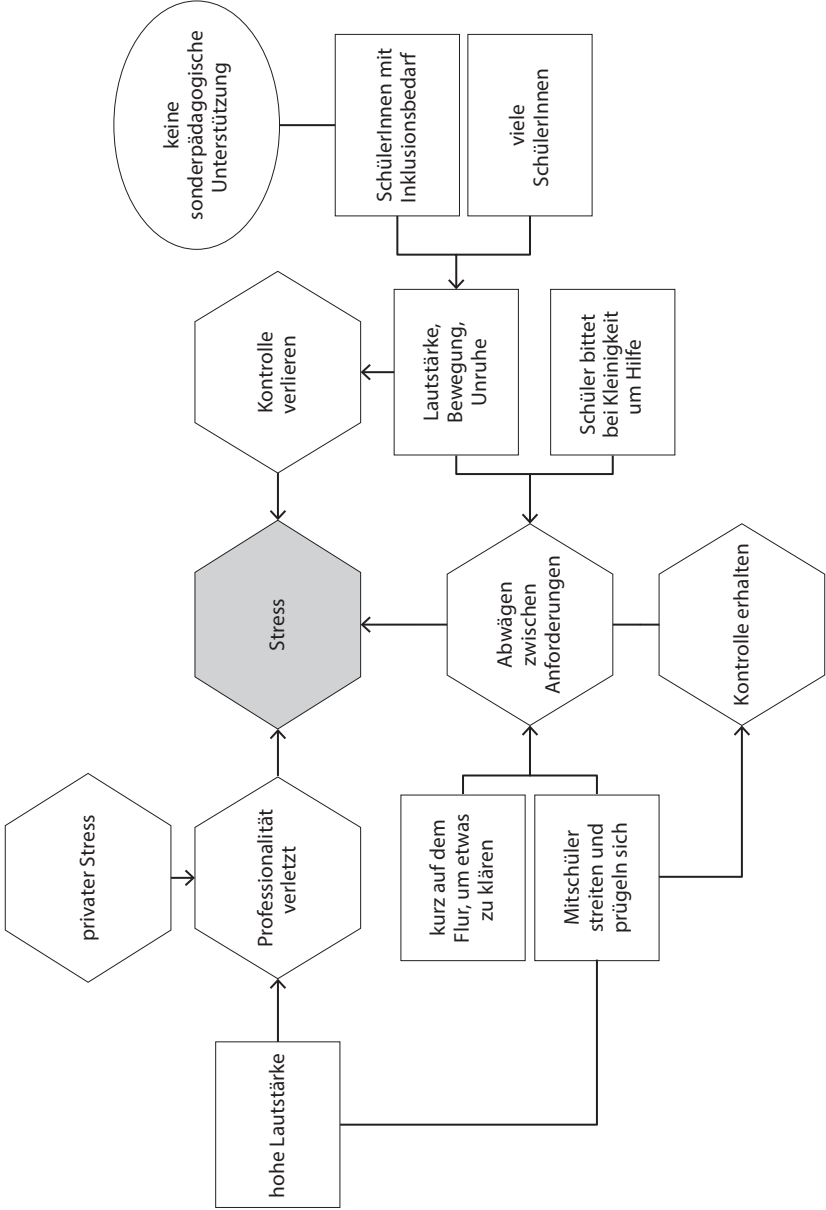 privater Stress
keine
sonderpädagogische
Unterstützung
hohe Lautstärke
Professionalität
verletzt
Stress
Kontrolle
verlieren
kurz auf dem
Flur, um etwas
zu klären
Lautstärke,
Bewegung,
Unruhe
SchülerInnen mit
Inklusionsbedarf
Mitschüler
streiten und
prügeln sich
Abwägen
zwischen
Anforderungen
Schüler bittet
bei Kleinigkeit
um Hilfe
viele
SchülerInnen
Kontrolle erhalten